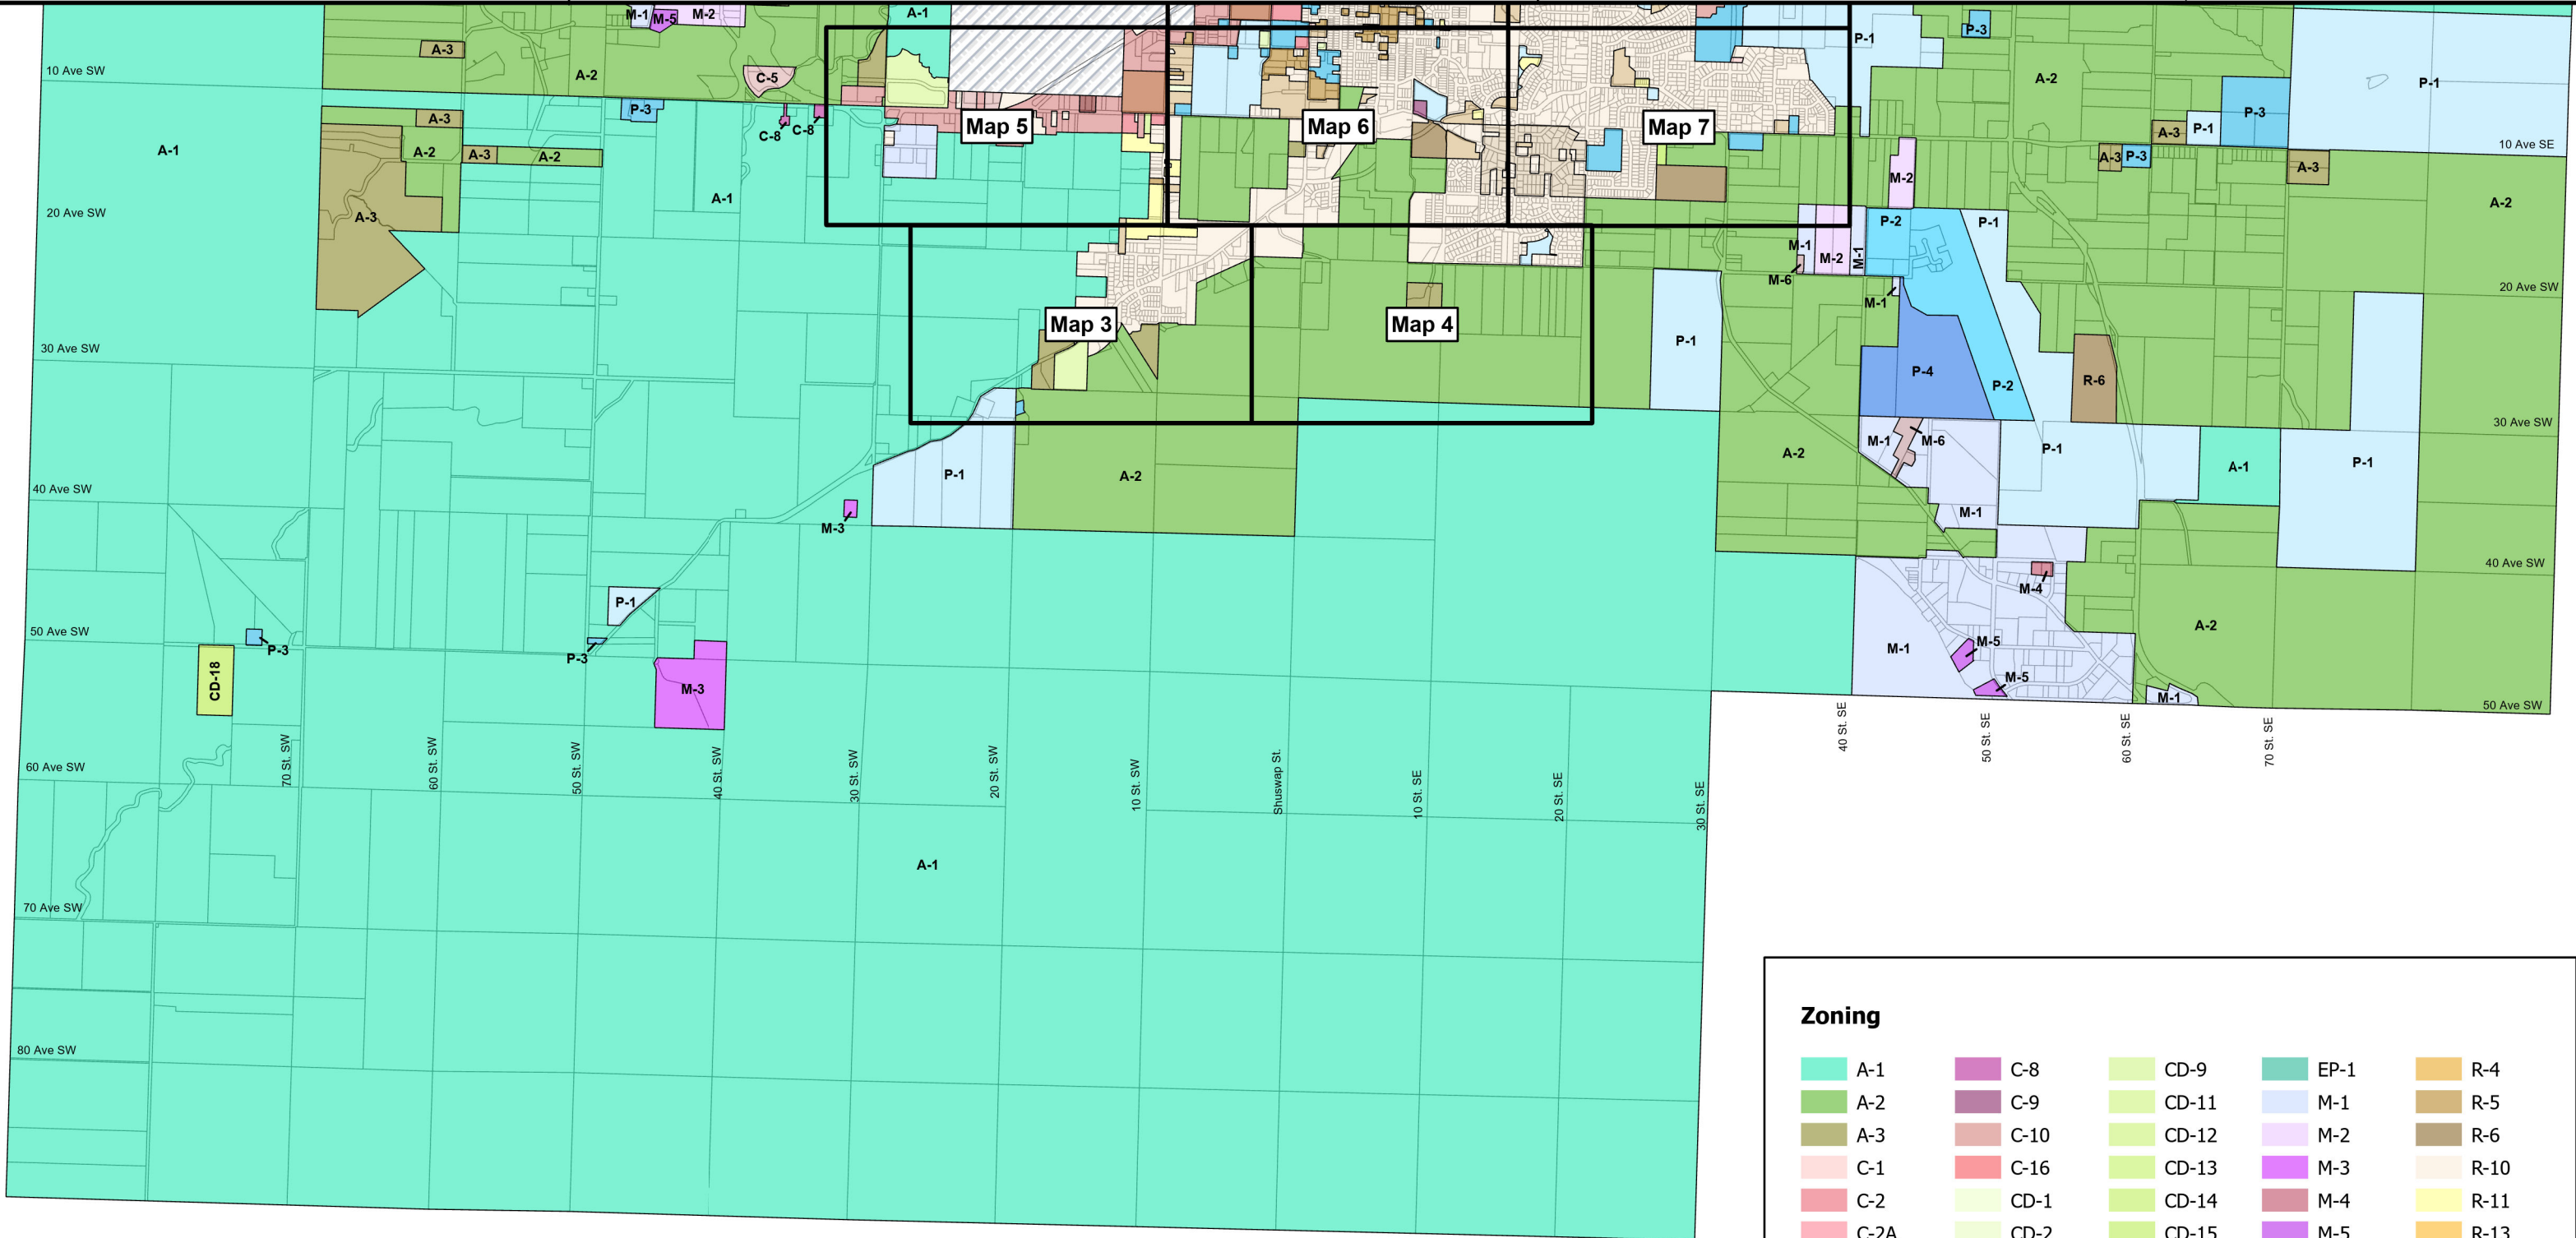 M-1
M-5
M-2
A-1
P-1
P-3
A-3
A-2
C-5
A-2
P-1
10 Ave SW
P-3
A-3
C-8
C-8
Map 5
Map 6
Map 7
P-3
A-3
P-1
10 Ave SE
A-1
A-2
A-3
A-2
A-3
P-3
A-3
M-2
A-1
A-2
20 Ave SW
A-3
P-2
P-1
M-1
M-2
M-1
M-6
20 Ave SW
M-1
Map 3
Map 4
P-1
30 Ave SW
P-4
P-2
R-6
30 Ave SW
M-1
M-6
P-1
A-2
P-1
A-1
P-1
P-1
A-2
40 Ave SW
M-3
M-1
40 Ave SW
M-4
P-1
A-2
50 Ave SW
P-3
P-3
M-1
M-5
M-5
CD-18
M-3
M-1
50 Ave SW
60 Ave SW
70 St. SW
60 St. SW
50 St. SW
40 St. SW
30 St. SW
20 St. SW
10 St. SW
Shuswap St.
10 St. SE
20 St. SE
30 St. SE
40 St. SE
50 St. SE
60 St. SE
70 St. SE
A-1
70 Ave SW
80 Ave SW
Zoning
A-1
A-2
A-3
C-1
C-2
C-2A
C-8
C-9
C-10
C-16
CD-1
CD-2
CD-9
CD-11
CD-12
CD-13
CD-14
CD-15
EP-1
M-1
M-2
M-3
M-4
M-5
R-4
R-5
R-6
R-10
R-11
R-13